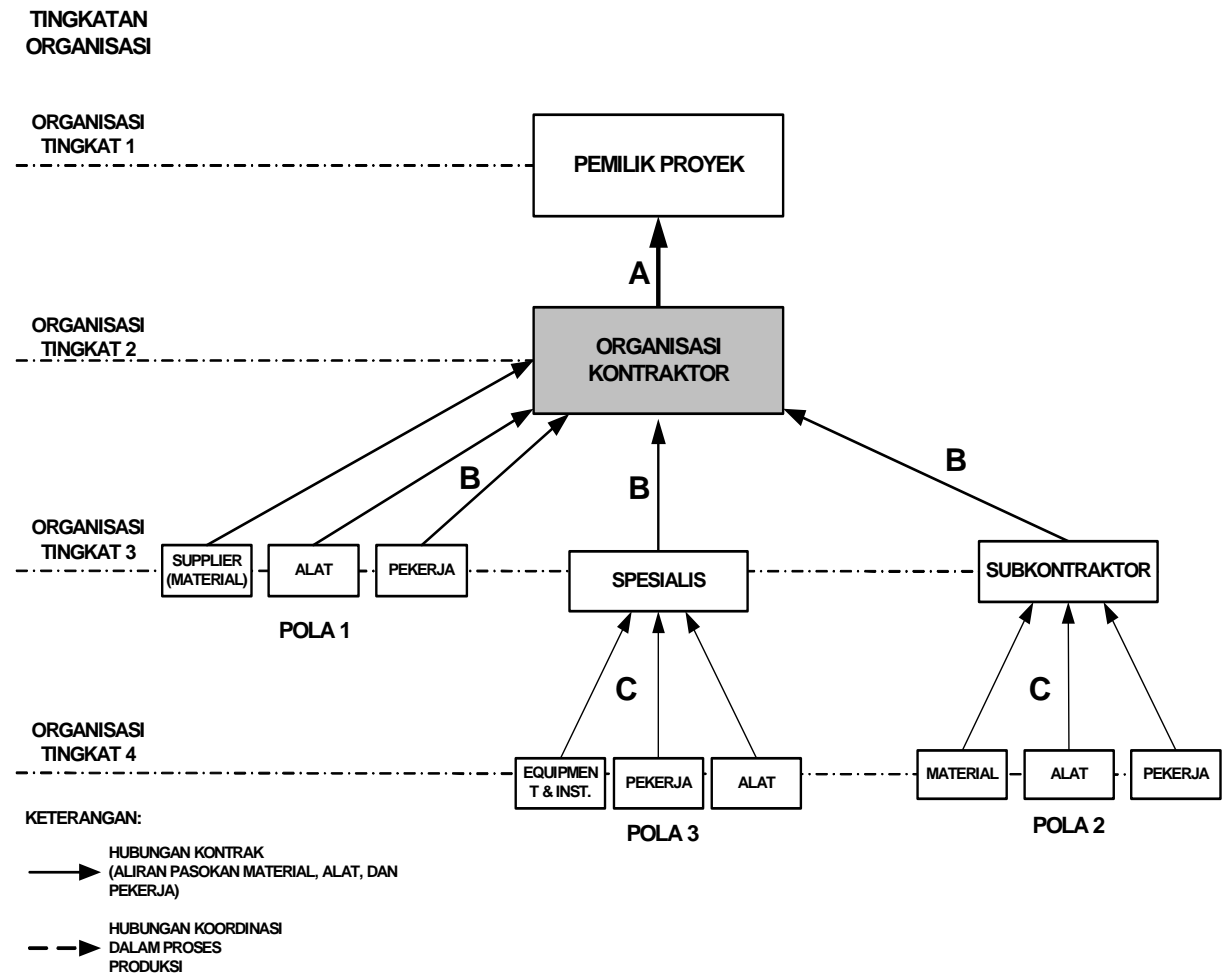 TINGKATAN
ORGANISASI
ORGANISASI
TINGKAT 1
PEMILIK PROYEK
A
ORGANISASI
TINGKAT 2
ORGANISASI
KONTRAKTOR
B
B
B
ORGANISASI
TINGKAT 3
SUPPLIER
(MATERIAL)
ALAT
PEKERJA
SPESIALIS
SUBKONTRAKTOR
POLA 1
C
C
ORGANISASI
TINGKAT 4
EQUIPMEN
T & INST.
PEKERJA
ALAT
MATERIAL
ALAT
PEKERJA
POLA 3
POLA 2
KETERANGAN:
HUBUNGAN KONTRAK
(ALIRAN PASOKAN MATERIAL, ALAT, DAN
PEKERJA)
HUBUNGAN KOORDINASI
DALAM PROSES
PRODUKSI